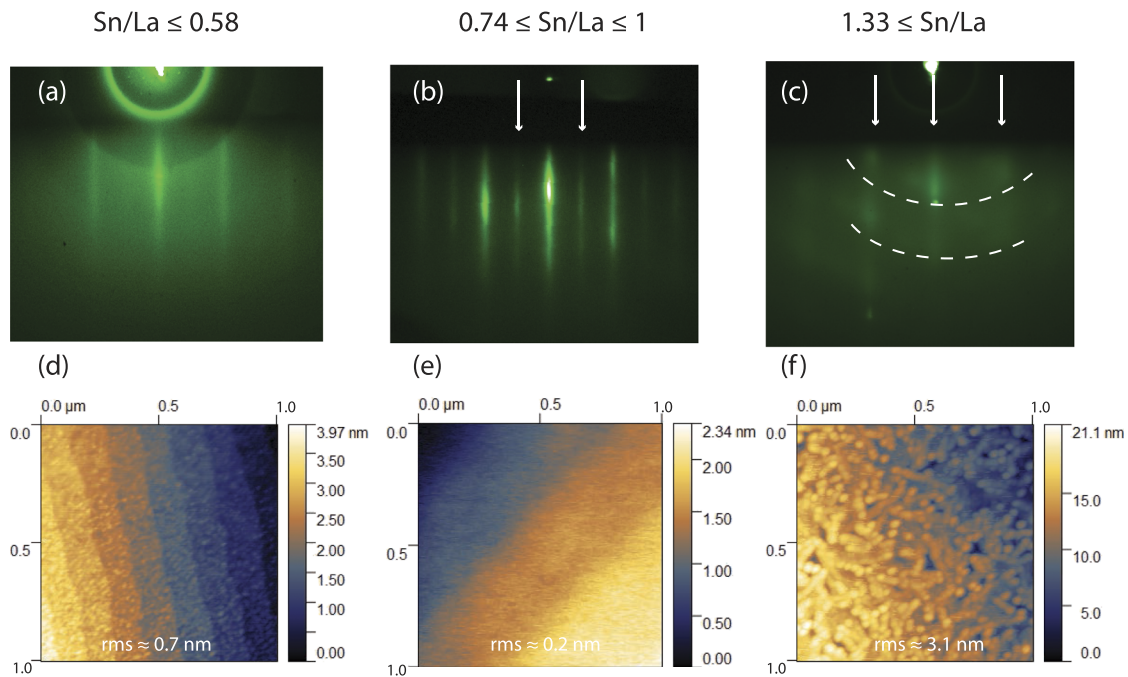 Sn/La ≤ 0.58
0.74 ≤ Sn/La ≤ 1
1.33 ≤ Sn/La
(a)
(b)
(c)
(d)
(e)
(f)
0.0 µm 0.5 1.0
0.0
0.5
1.0
3.97 nm
3.50
3.00
2.50
2.00
1.50
1.00
0.50
0.00
rms ≈ 0.7 nm
0.0 µm 0.5 1.0
0.0
0.5
1.0
2.34 nm
2.00
1.50
1.00
0.50
0.00
rms ≈ 0.2 nm
0.0 µm 0.5 1.0
0.0
0.5
1.0
21.1 nm
15.0
10.0
5.0
0.0
rms ≈ 3.1 nm